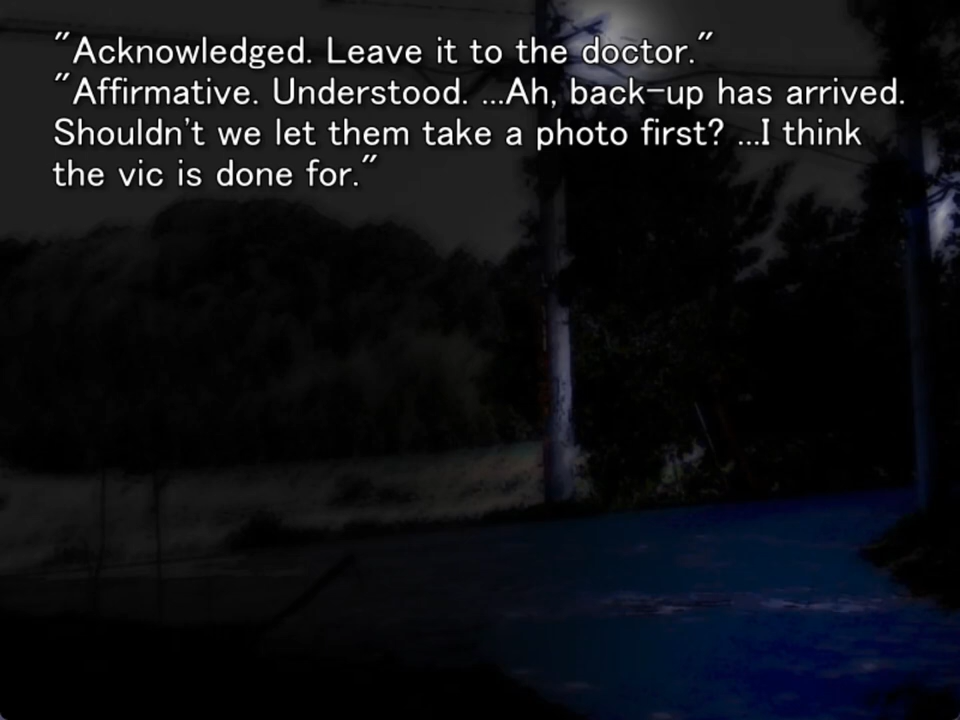 "Acknowledged. Leave it to the doctor."
"Affirmative. Understood. ...Ah, back-up has arrived.
Shouldn't we let them take a photo first? ...I think
the vic is done for."